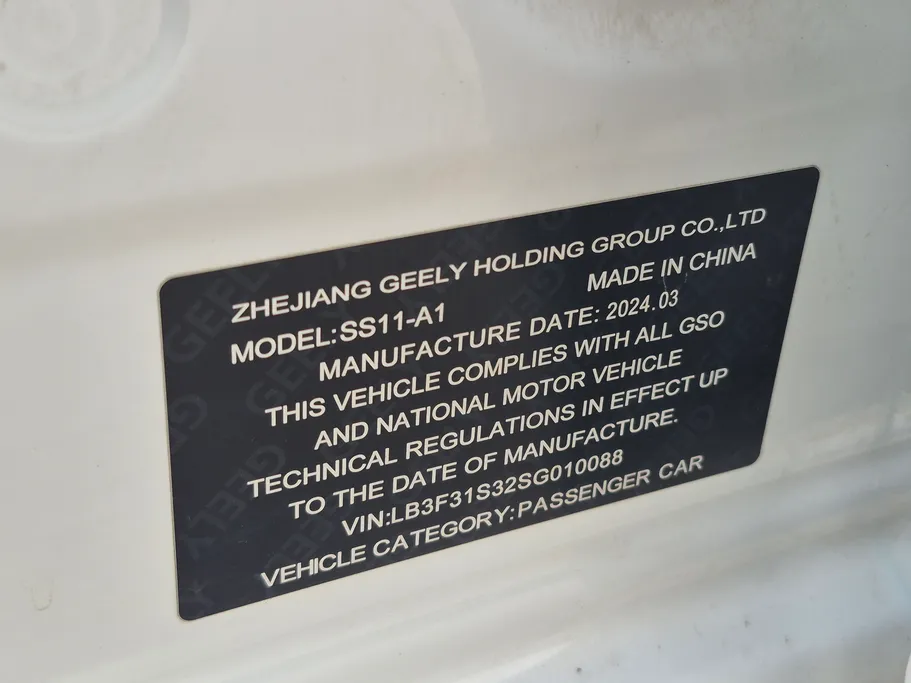 ZHEJIANG GEELY HOLDING GROUP CO.,LTD
MODEL:SS11-A1 MADE IN CHINA
MANUFACTURE DATE: 2024.03
THIS VEHICLE COMPLIES WITH ALL GSO
AND NATIONAL MOTOR VEHICLE
TECHNICAL REGULATIONS IN EFFECT UP
TO THE DATE OF MANUFACTURE.
VIN:LB3F31S32SG010088
VEHICLE CATEGORY:PASSENGER CAR